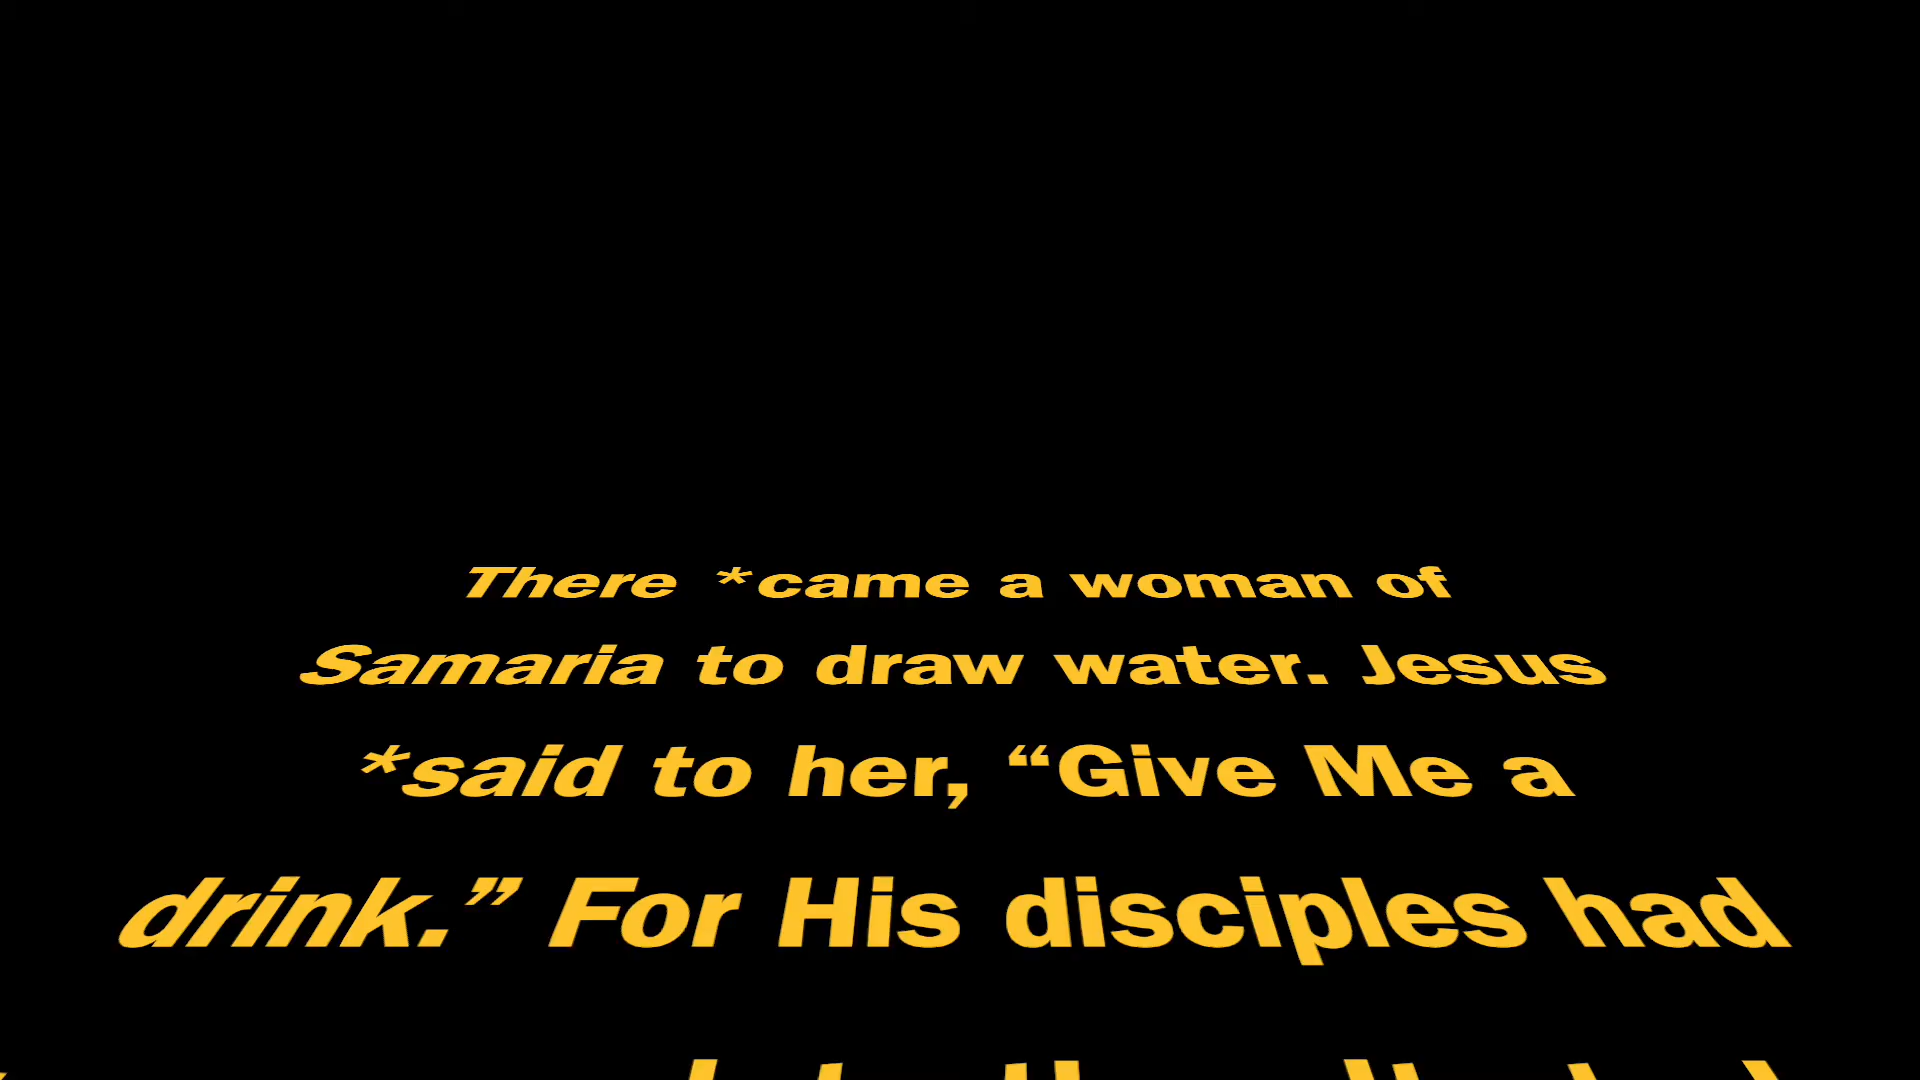 There *came a woman of
Samaria to draw water. Jesus
*said to her, “Give Me a
drink.” For His disciples had